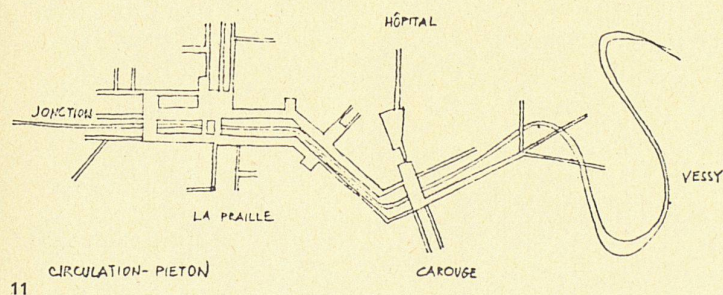 HÔPITAL
JONCTION
VESSY
LA PRAILLE
CIRCULATION-PIETON
CAROUGE
11